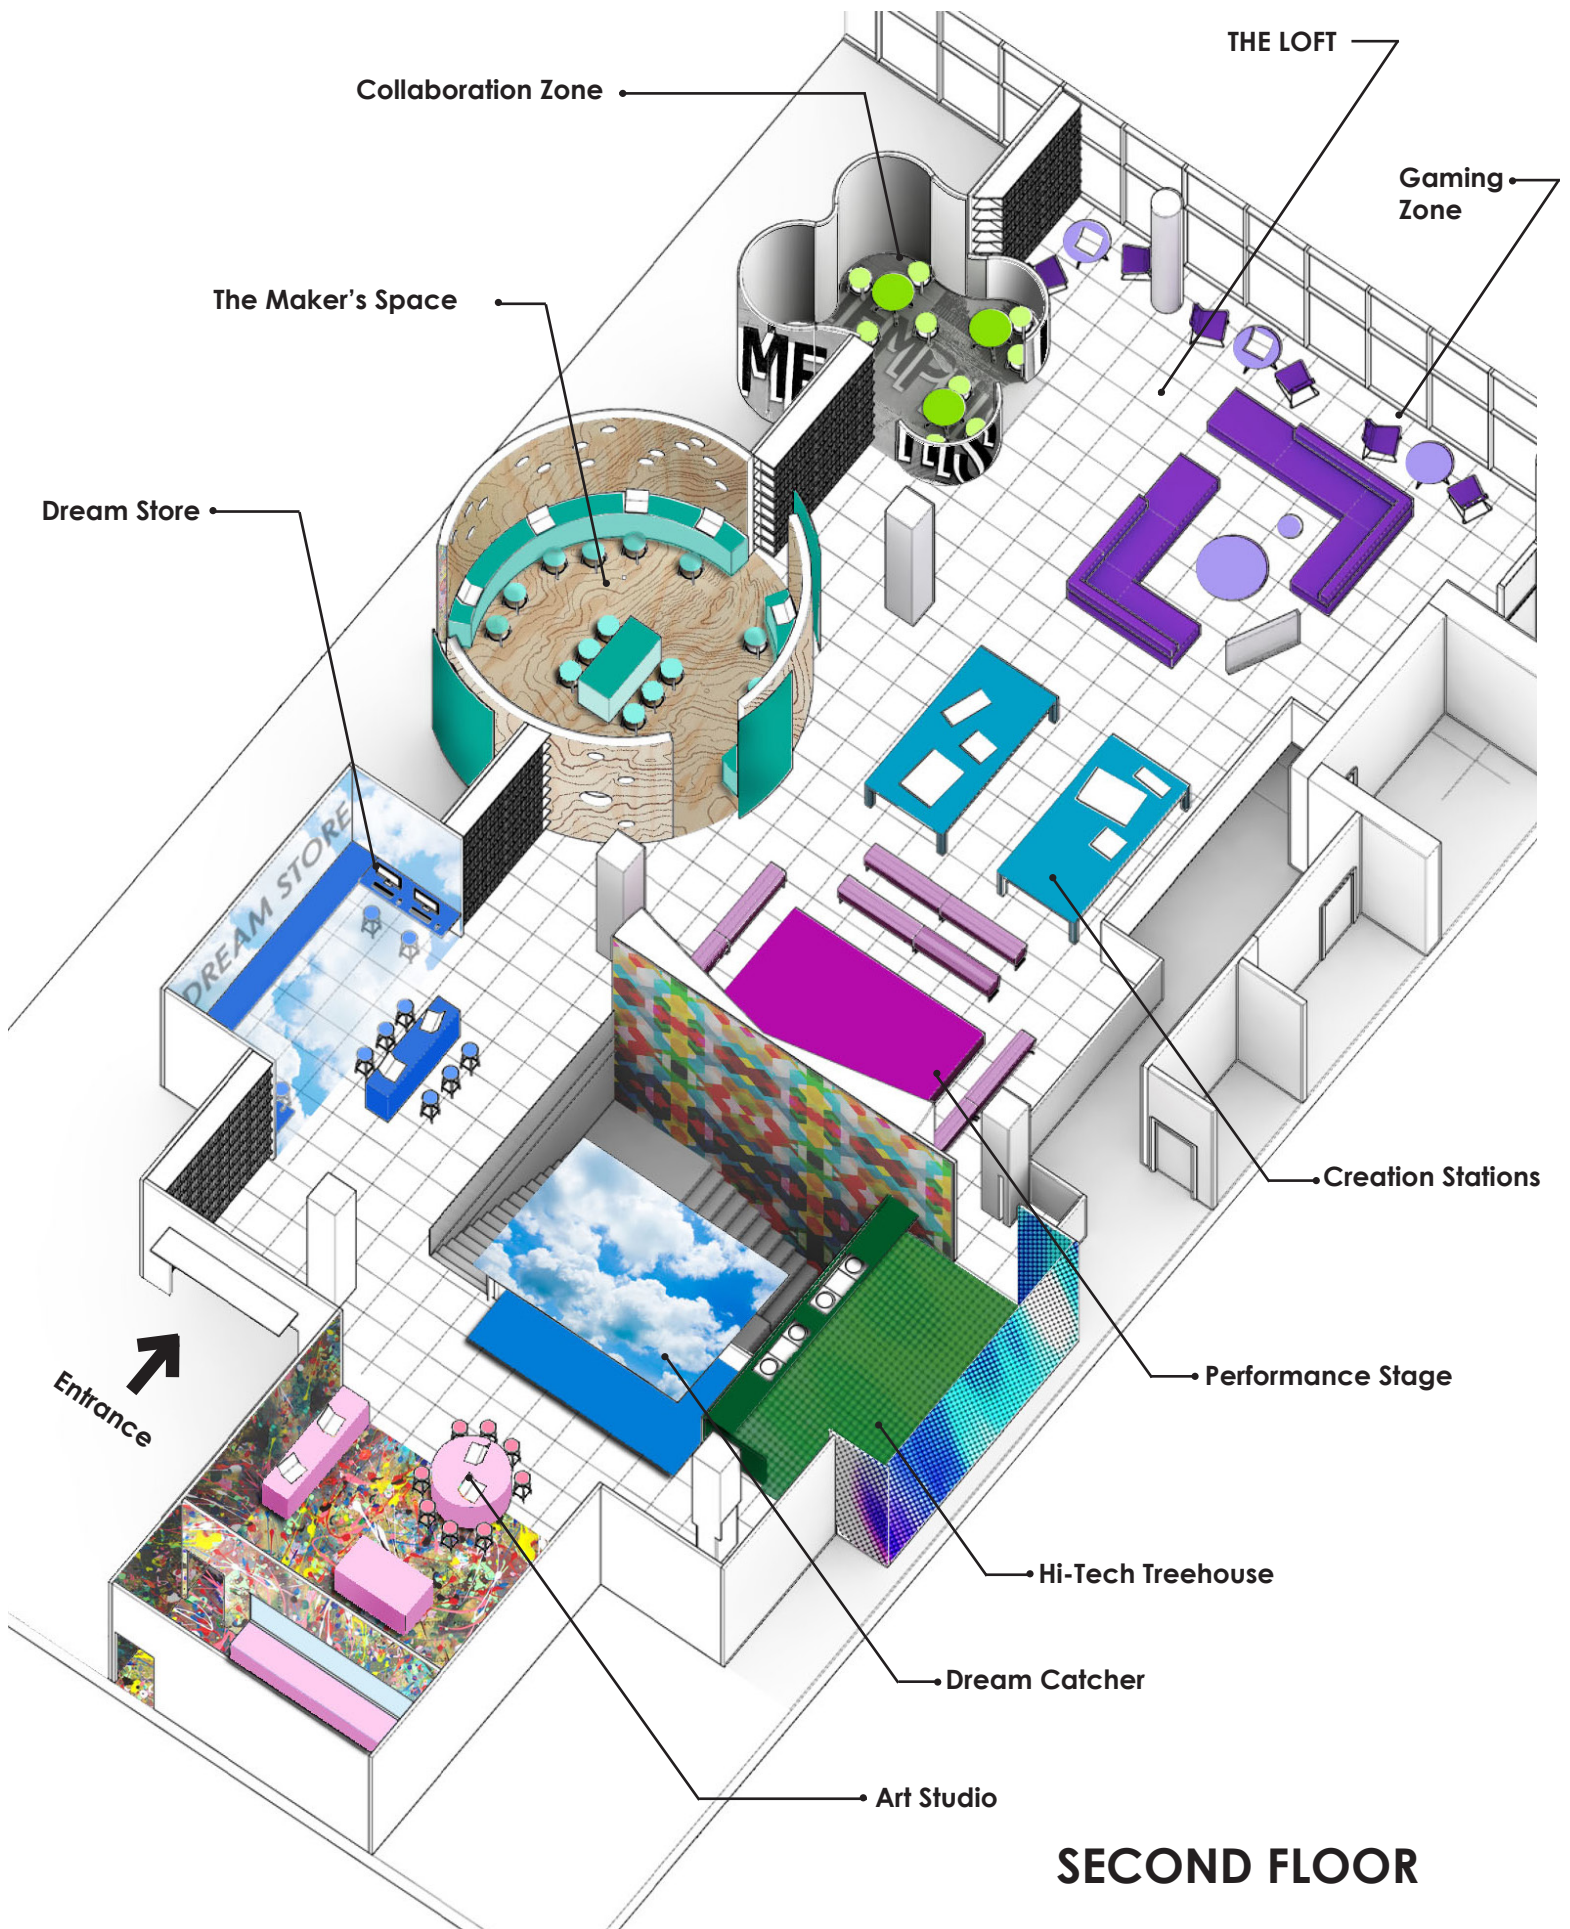 THE LOFT
Collaboration Zone
Gaming
Zone
The Maker's Space
Dream Store
DREAM STORE
Creation Stations
Performance Stage
Entrance
Hi-Tech Treehouse
Dream Catcher
Art Studio
SECOND FLOOR